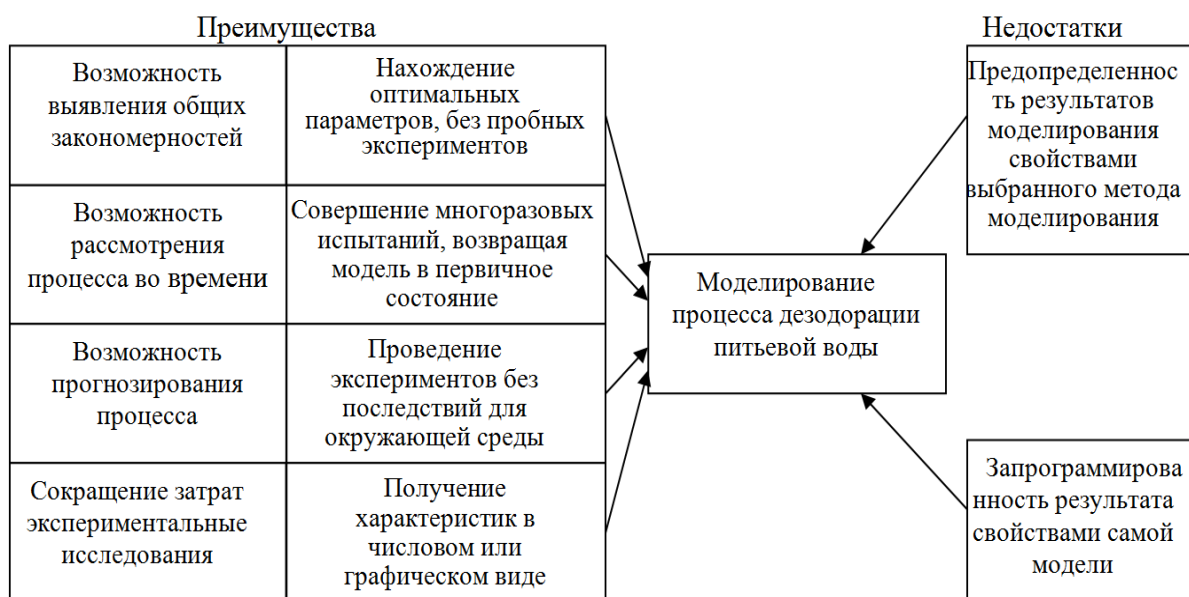 Преимущества
Возможность
выявления общих
закономерностей
Нахождение
оптимальных
параметров, без пробных
экспериментов
Возможность
рассмотрения
процесса во времени
Совершение многоразовых
испытаний, возвращая
модель в первичное
состояние
Возможность
прогнозирования
процесса
Проведение
экспериментов без
последствий для
окружающей среды
Сокращение затрат
экспериментальные
исследования
Получение
характеристик в
числовом или
графическом виде
Моделирование
процесса дезодорации
питьевой воды
Недостатки
Предопределеннос
ть результатов
моделирования
свойствами
выбранного метода
моделирования
Запрограммирова
нность результата
свойствами самой
модели